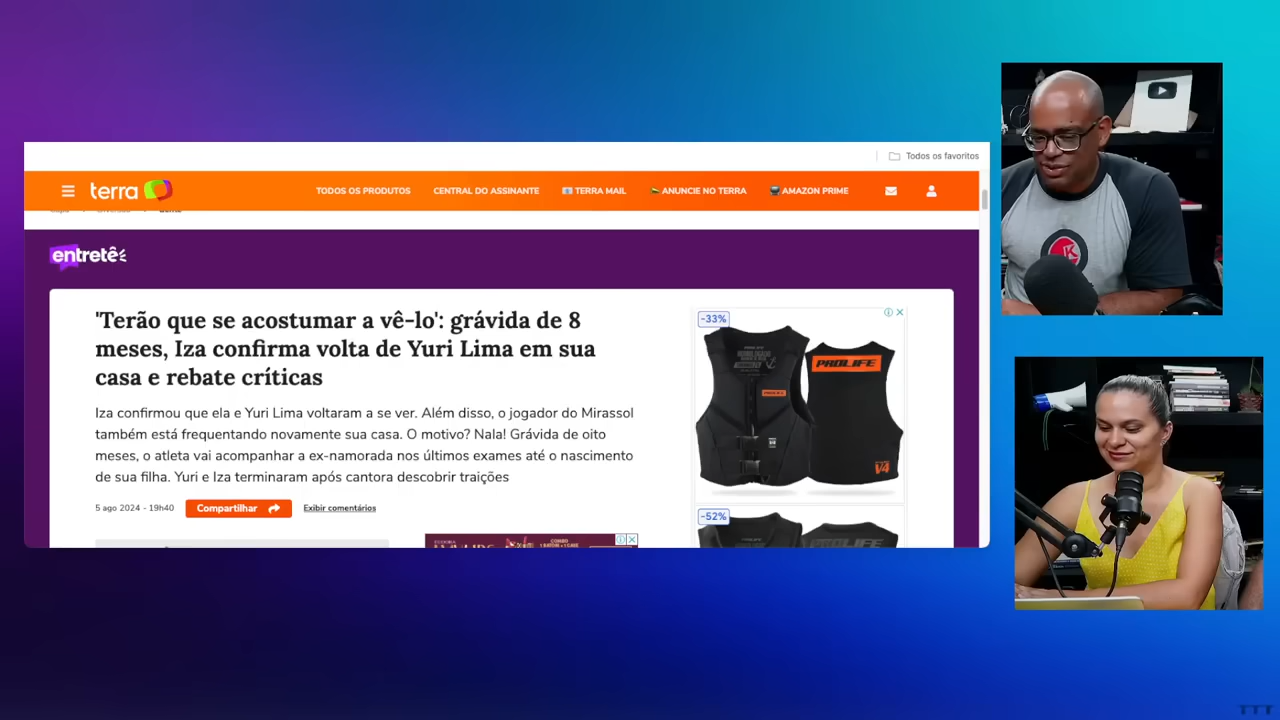 Todos os favoritos
terra
TODOS OS PRODUTOS
CENTRAL DO ASSINANTE
TERRA MAIL
ANUNCIE NO TERRA
AMAZON PRIME
entretê
'Terão que se acostumar a vê-lo': grávida de 8
meses, Iza confirma volta de Yuri Lima em sua
casa e rebate críticas
Iza confirmou que ela e Yuri Lima voltaram a se ver. Além disso, o jogador do Mirassol
também está frequentando novamente sua casa. O motivo? Nala! Grávida de oito
meses, o atleta vai acompanhar a ex-namorada nos últimos exames até o nascimento
de sua filha. Yuri e Iza terminaram após cantora descobrir traições
5 ago 2024 - 19h40
Compartilhar
Exibir comentários
-33%
PROLIFE
V4
-52%